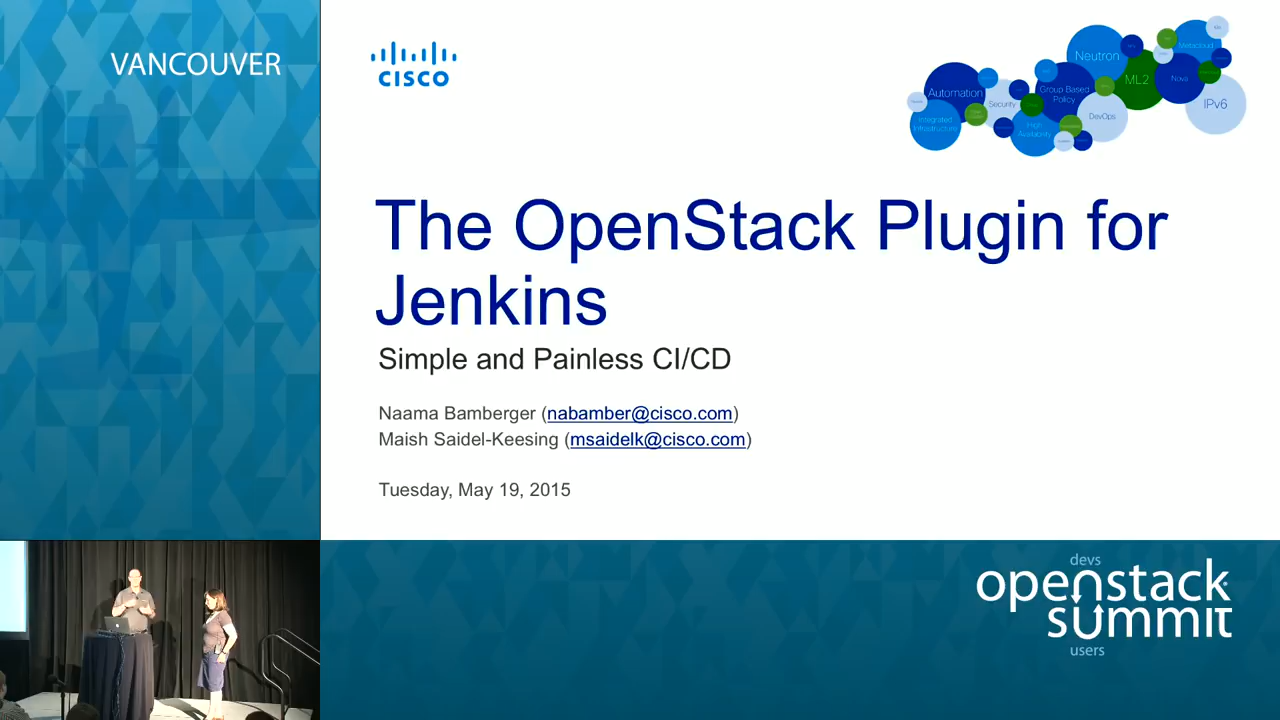 VANCOUVER
CISCO
Neutron
Metacloud
ML2
Nova
Automation
Group Based
Policy
IPv6
Security
DevOps
Integrated
Infrastructure
High
Availability
The OpenStack Plugin for
Jenkins
Simple and Painless CI/CD
Naama Bamberger (nabamber@cisco.com)
Maish Saidel-Keesing (msaidelk@cisco.com)
Tuesday, May 19, 2015
devs
openstack
summit
users